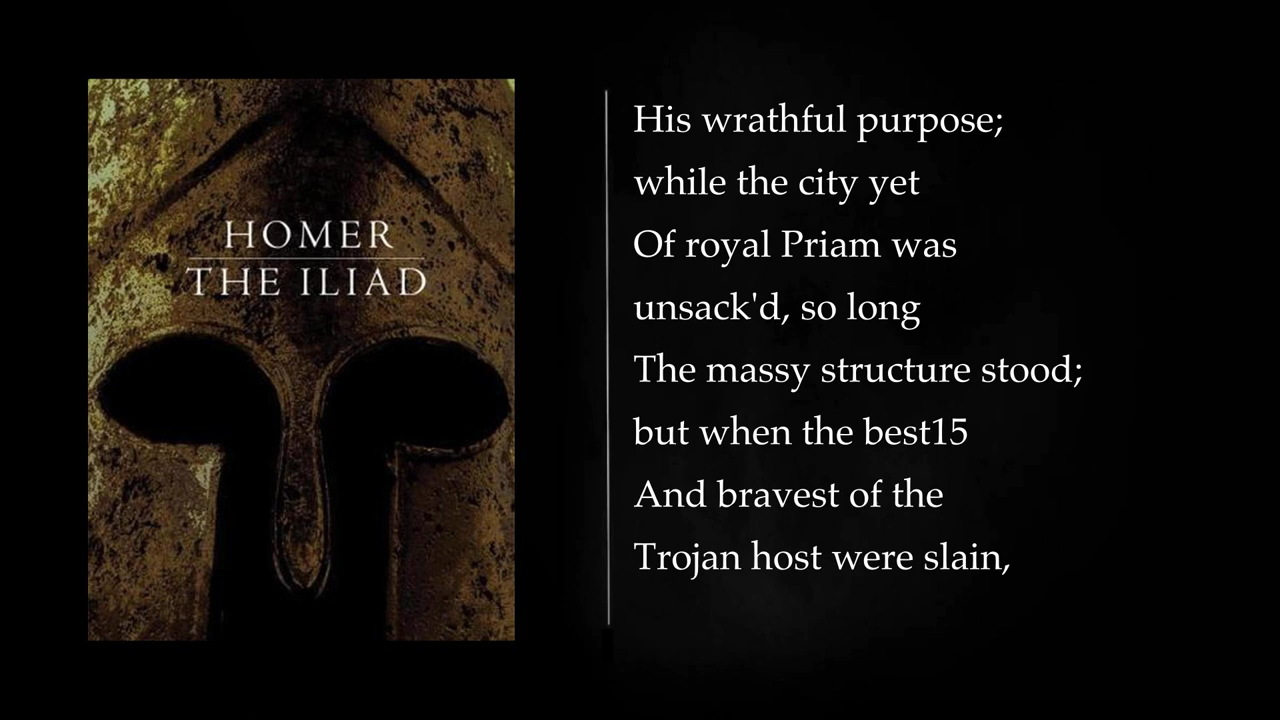 HOMER
THE ILIAD
His wrathful purpose;
while the city yet
Of royal Priam was
unsack'd, so long
The massy structure stood;
but when the best15
And bravest of the
Trojan host were slain,